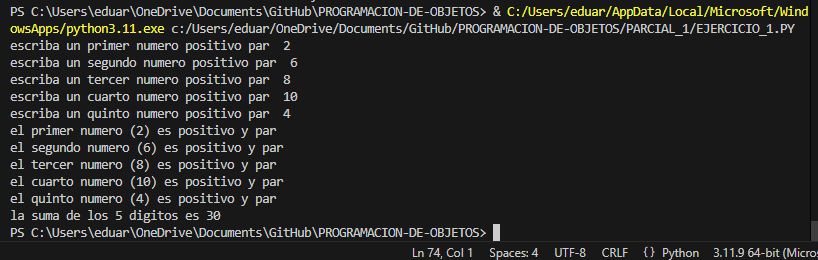 PS C:\Users\eduar\OneDrive\Documents\GitHub\PROGRAMACION-DE-OBJETOS> & C:/Users/eduar/AppData/Local/Microsoft/Wind
owsApps/python3.11.exe c:/Users/eduar/OneDrive/Documents/GitHub/PROGRAMACION-DE-OBJETOS/PARCIAL_1/EJERCICIO_1.PY
escriba un primer numero positivo par  2
escriba un segundo numero positivo par  6
escriba un tercer numero positivo par  8
escriba un cuarto numero positivo par  10
escriba un quinto numero positivo par  4
el primer numero (2) es positivo y par
el segundo numero (6) es positivo y par
el tercer numero (8) es positivo y par
el cuarto numero (10) es positivo y par
el quinto numero (4) es positivo y par
la suma de los 5 digitos es 30
PS C:\Users\eduar\OneDrive\Documents\GitHub\PROGRAMACION-DE-OBJETOS>
Ln 74, Col 1 Spaces: 4 UTF-8 CRLF {} Python 3.11.9 64-bit (Micros